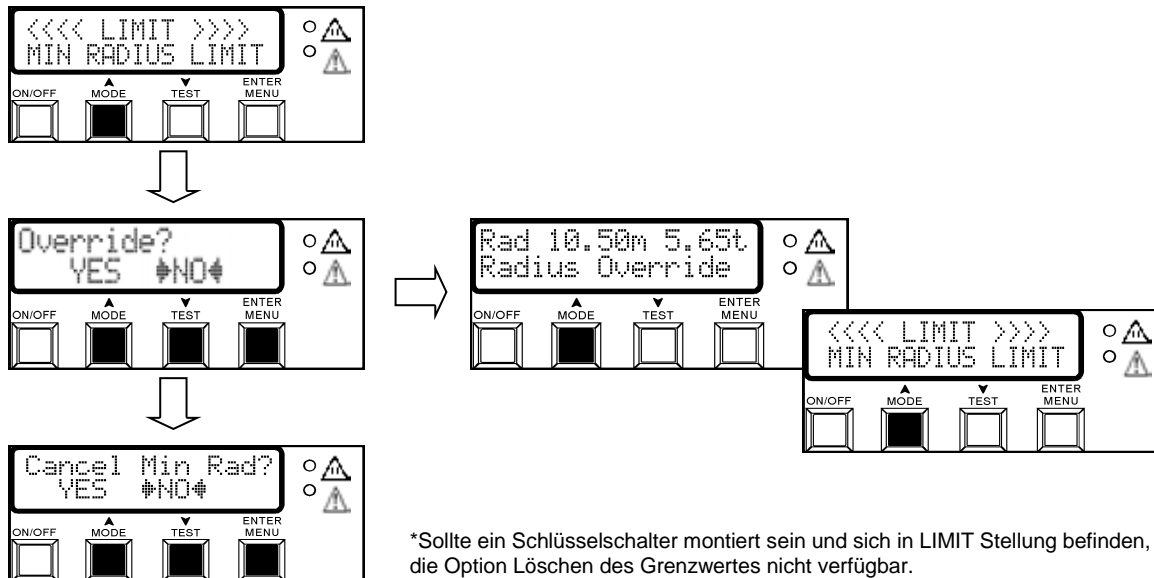 <<<< LIMIT >>>>
MIN RADIUS LIMIT
ON/OFF MODE TEST ENTER MENU
Override?
YES NO
ON/OFF MODE TEST ENTER MENU
Rad 10.50m 5.65t
Radius Override
ON/OFF MODE TEST ENTER MENU
<<<< LIMIT >>>>
MIN RADIUS LIMIT
ON/OFF MODE TEST ENTER MENU
Cancel Min Rad?
YES NO
ON/OFF MODE TEST ENTER MENU
*Sollte ein Schlüsselschalter montiert sein und sich in LIMIT Stellung befinden,
die Option Löschen des Grenzwertes nicht verfügbar.